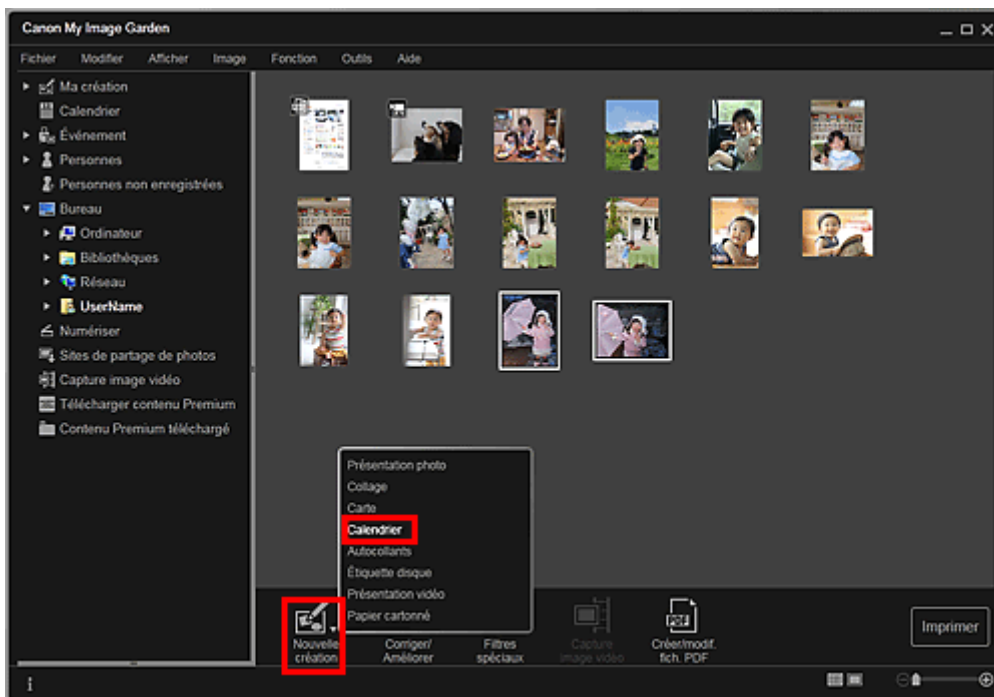 Canon My Image Garden
Fichier Modifier Afficher Image Fonction Outils Aide
Ma création
Calendrier
Événement
Personnes
Personnes non enregistrées
Bureau
Ordinateur
Bibliothèques
Réseau
UserName
Numériser
Sites de partage de photos
Capture image vidéo
Télécharger contenu Premium
Contenu Premium téléchargé
Présentation photo
Collage
Carte
Calendrier
Autocollants
Étiquette disque
Présentation vidéo
Papier cartonné
Nouvelle
création
Corriger/
Améliorer
Filtres
spéciaux
Capture
image vidéo
PDF
Créer/modif.
fich. PDF
Imprimer